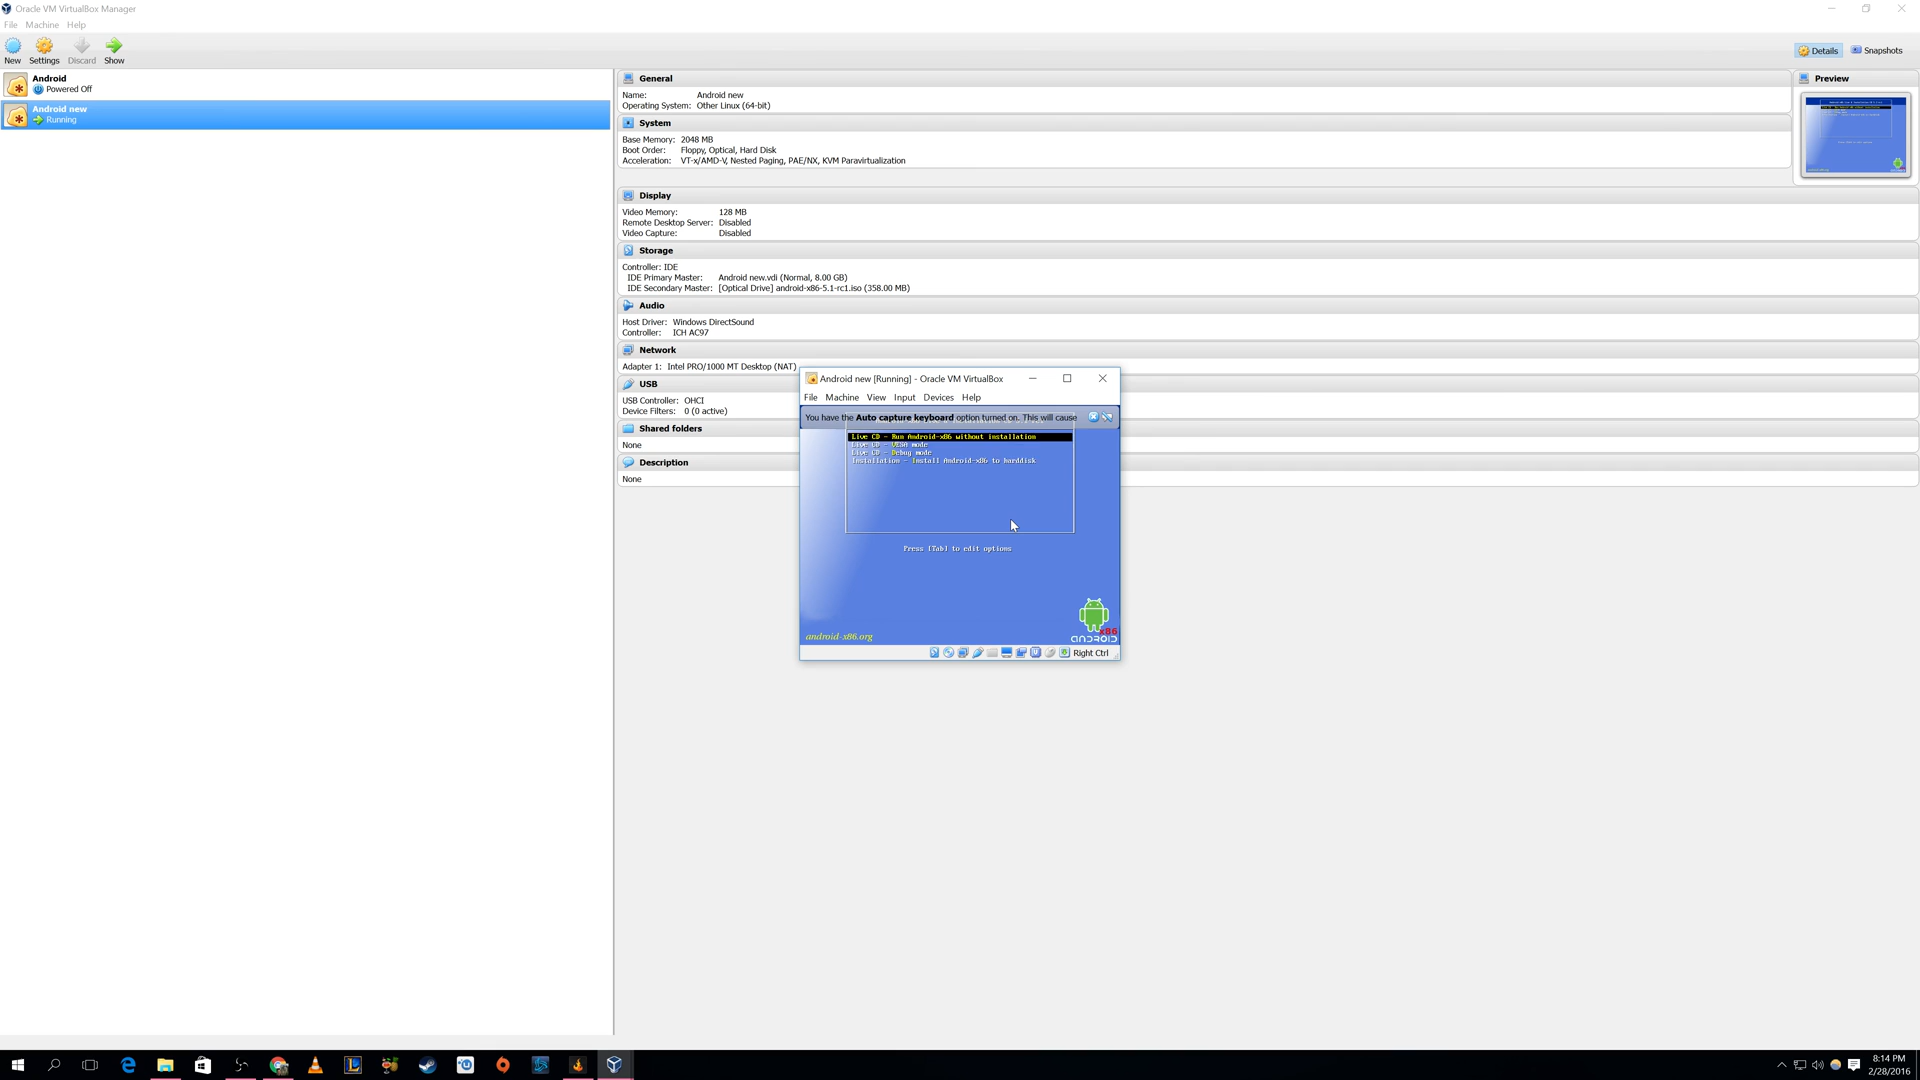 Oracle VM VirtualBox Manager
File Machine Help
New Settings Discard Show
Details Snapshots
Android
Powered Off
Android new
Running
General
Name: Android new
Operating System: Other Linux (64-bit)
System
Base Memory: 2048 MB
Boot Order: Floppy, Optical, Hard Disk
Acceleration: VT-x/AMD-V, Nested Paging, PAE/NX, KVM Paravirtualization
Preview
Display
Video Memory: 128 MB
Remote Desktop Server: Disabled
Video Capture: Disabled
Storage
Controller: IDE
IDE Primary Master: Android new.vdi (Normal, 8.00 GB)
IDE Secondary Master: [Optical Drive] android-x86-5.1-rc1.iso (358.00 MB)
Audio
Host Driver: Windows DirectSound
Controller: ICH AC97
Network
Adapter 1: Intel PRO/1000 MT Desktop (NAT)
USB
USB Controller: OHCI
Device Filters: 0 (0 active)
Shared folders
None
Description
None
Android new [Running] - Oracle VM VirtualBox
File Machine View Input Devices Help
You have the Auto capture keyboard option turned on. This will cause
Live CD - Run Android-x86 without installation
Live CD - VESA mode
Live CD - Debug mode
Installation - Install Android-x86 to harddisk
Press [Tab] to edit options
android-x86.org
x86
ANDROID
Right Ctrl
8:14 PM
2/28/2016